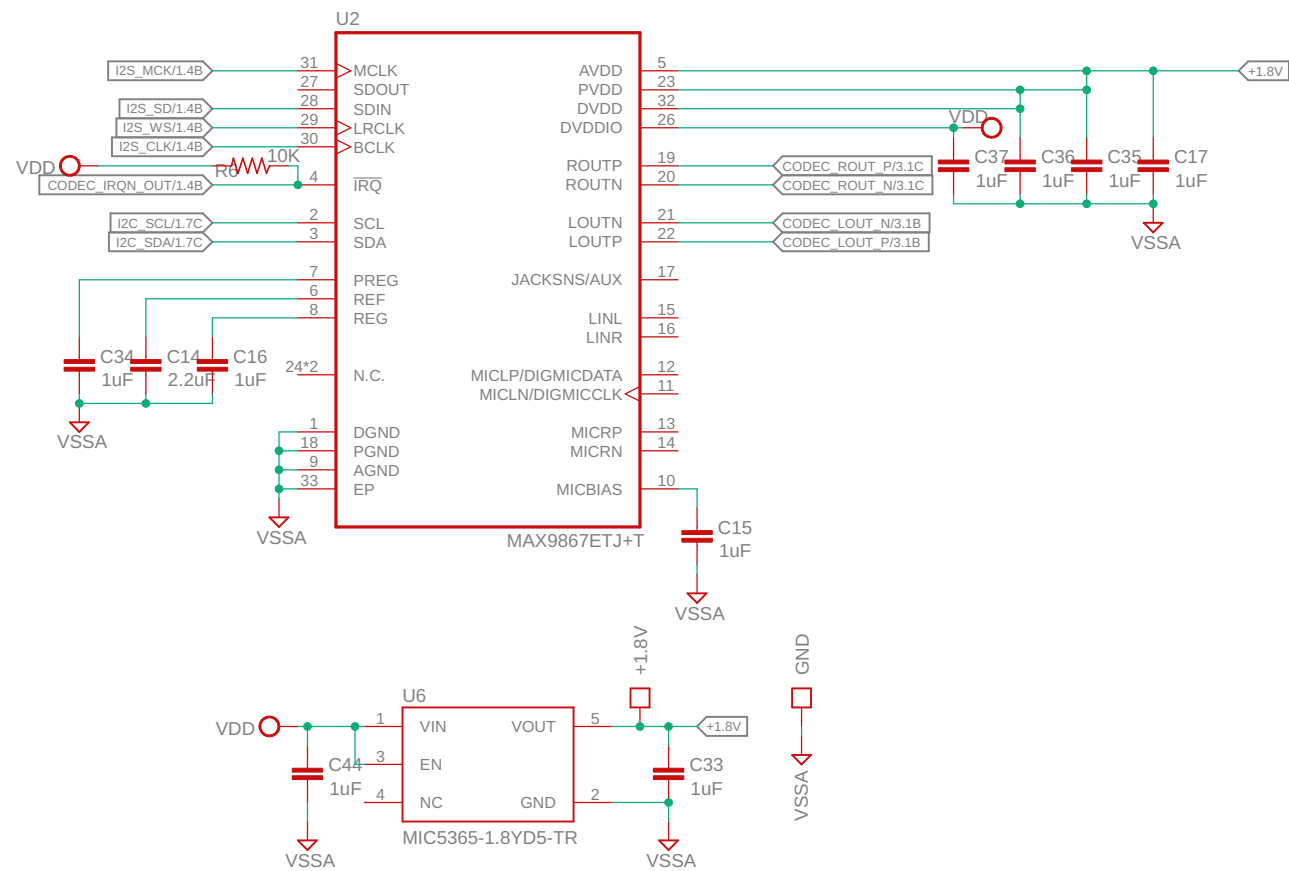 U2
I2S_MCK/1.4B
31
MCLK
AVDD
5
+1.8V
27
SDOUT
PVDD
23
I2S_SD/1.4B
28
SDIN
DVDD
32
I2S_WS/1.4B
29
LRCLK
DVDDIO
26
VDD
I2S_CLK/1.4B
30
BCLK
VDD
R6
10K
ROUTP
19
CODEC_ROUT_P/3.1C
CODEC_IRQN_OUT/1.4B
4
IRQ
ROUTN
20
CODEC_ROUT_N/3.1C
C37
1uF
C36
1uF
C35
1uF
C17
1uF
VSSA
I2C_SCL/1.7C
2
SCL
LOUTN
21
CODEC_LOUT_N/3.1B
I2C_SDA/1.7C
3
SDA
LOUTP
22
CODEC_LOUT_P/3.1B
7
PREG
JACKSNS/AUX
17
6
REF
8
REG
LINL
15
LINR
16
C34
1uF
C14
2.2uF
C16
1uF
VSSA
24*2
N.C.
MICLP/DIGMICDATA
12
MICLN/DIGMICCLK
11
1
DGND
MICRP
13
18
PGND
MICRN
14
9
AGND
33
EP
MICBIAS
10
VSSA
MAX9867ETJ+T
C15
1uF
VSSA
+1.8V
GND
U6
VDD
1
VIN
VOUT
5
+1.8V
3
EN
C44
1uF
C33
1uF
4
NC
GND
2
MIC5365-1.8YD5-TR
VSSA
VSSA
VSSA